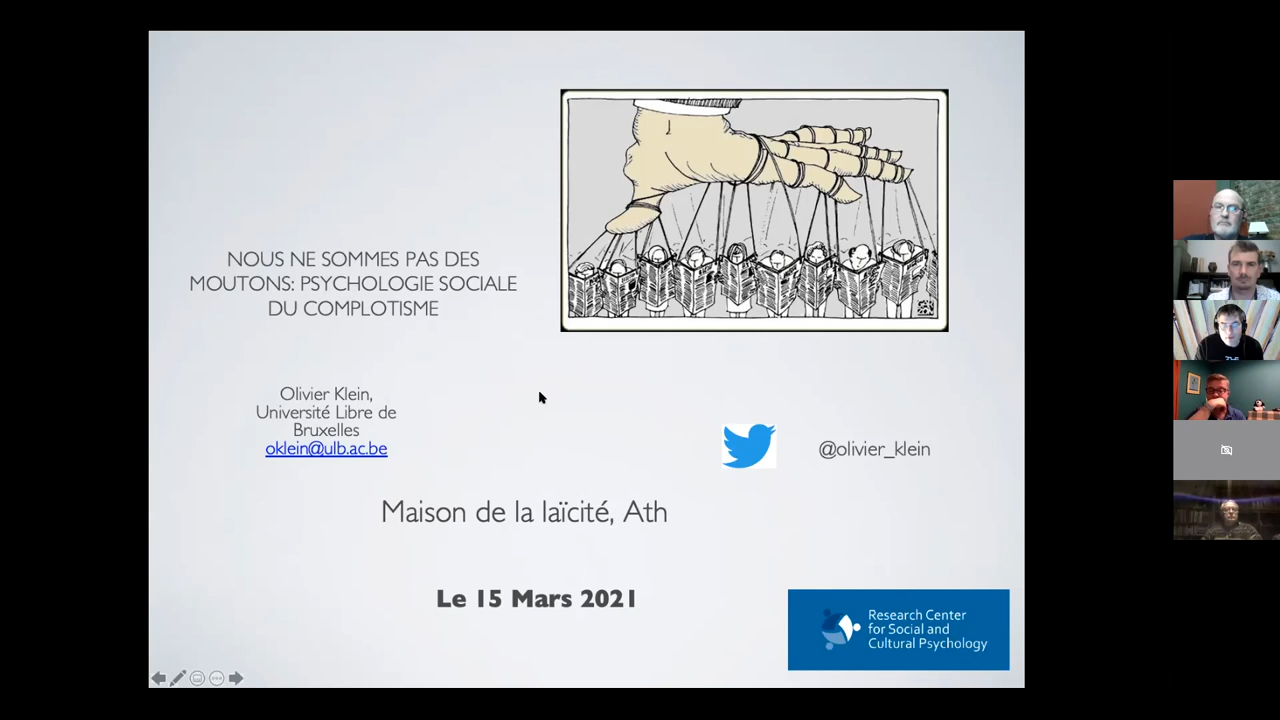 NOUS NE SOMMES PAS DES
MOUTONS: PSYCHOLOGIE SOCIALE
DU COMPLOTISME
Olivier Klein,
Université Libre de
Bruxelles
oklein@ulb.ac.be
@olivier_klein
Maison de la laïcité, Ath
Le 15 Mars 2021
Research Center
for Social and
Cultural Psychology